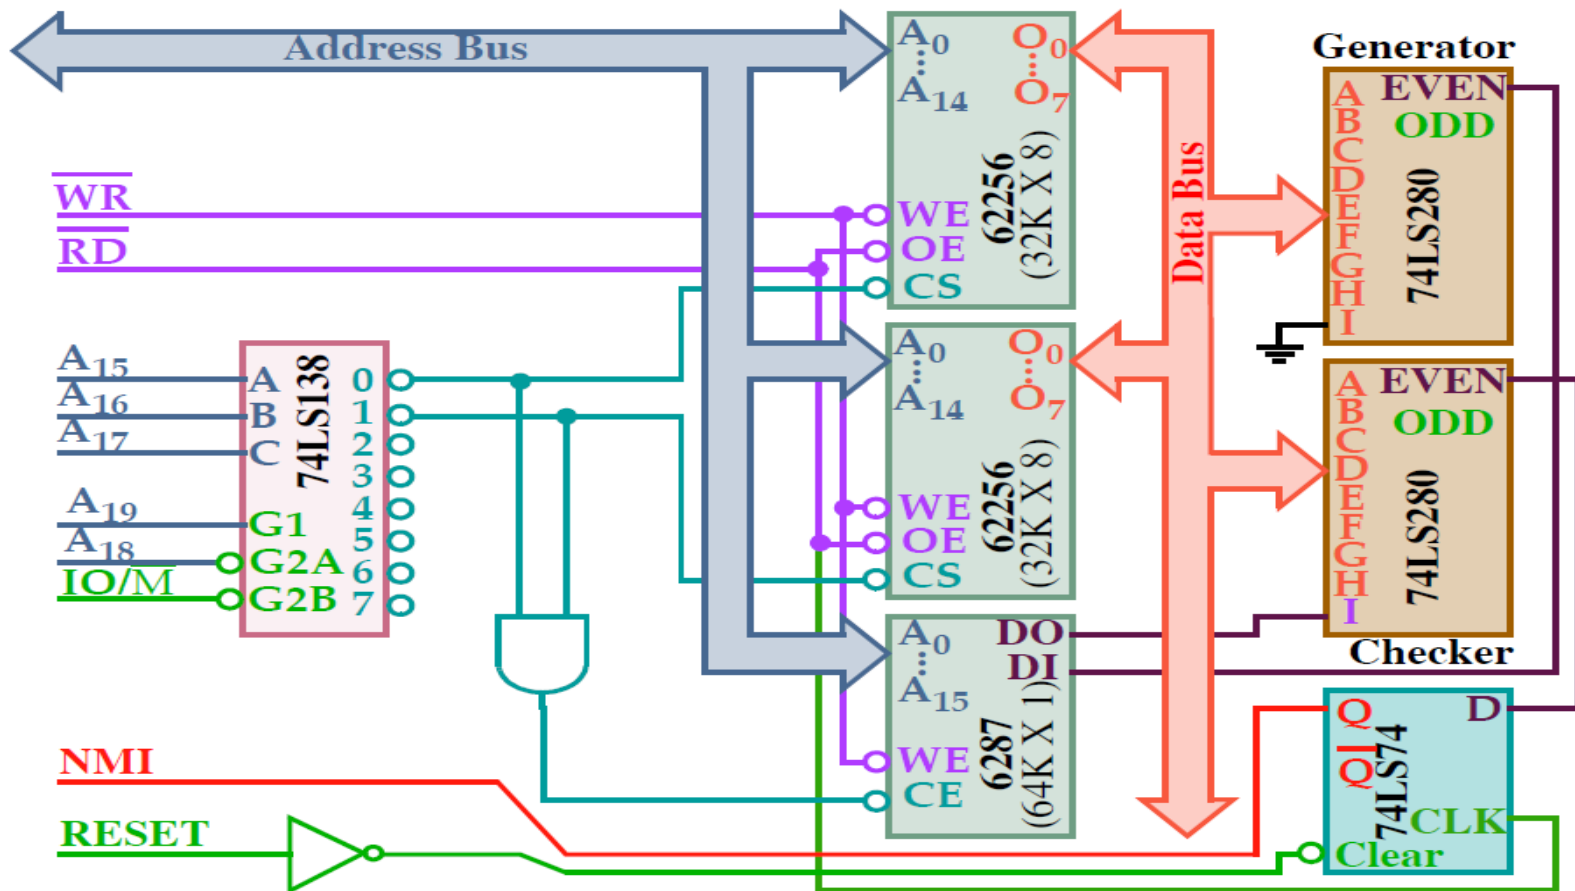 Address Bus
A0
A14
O0
O7
62256
(32K X 8)
WE
OE
CS
Data Bus
Generator
A
B
C
D
E
F
G
H
I
EVEN
ODD
74LS280
WR
RD
A15
A16
A17
A19
A18
IO/M
A
B
C
G1
G2A
G2B
74LS138
0
1
2
3
4
5
6
7
A0
A14
O0
O7
62256
(32K X 8)
WE
OE
CS
A
B
C
D
E
F
G
H
I
EVEN
ODD
74LS280
Checker
A0
A15
DO
DI
6287
(64K X 1)
WE
CE
Q
Q
D
74LS74
CLK
Clear
NMI
RESET